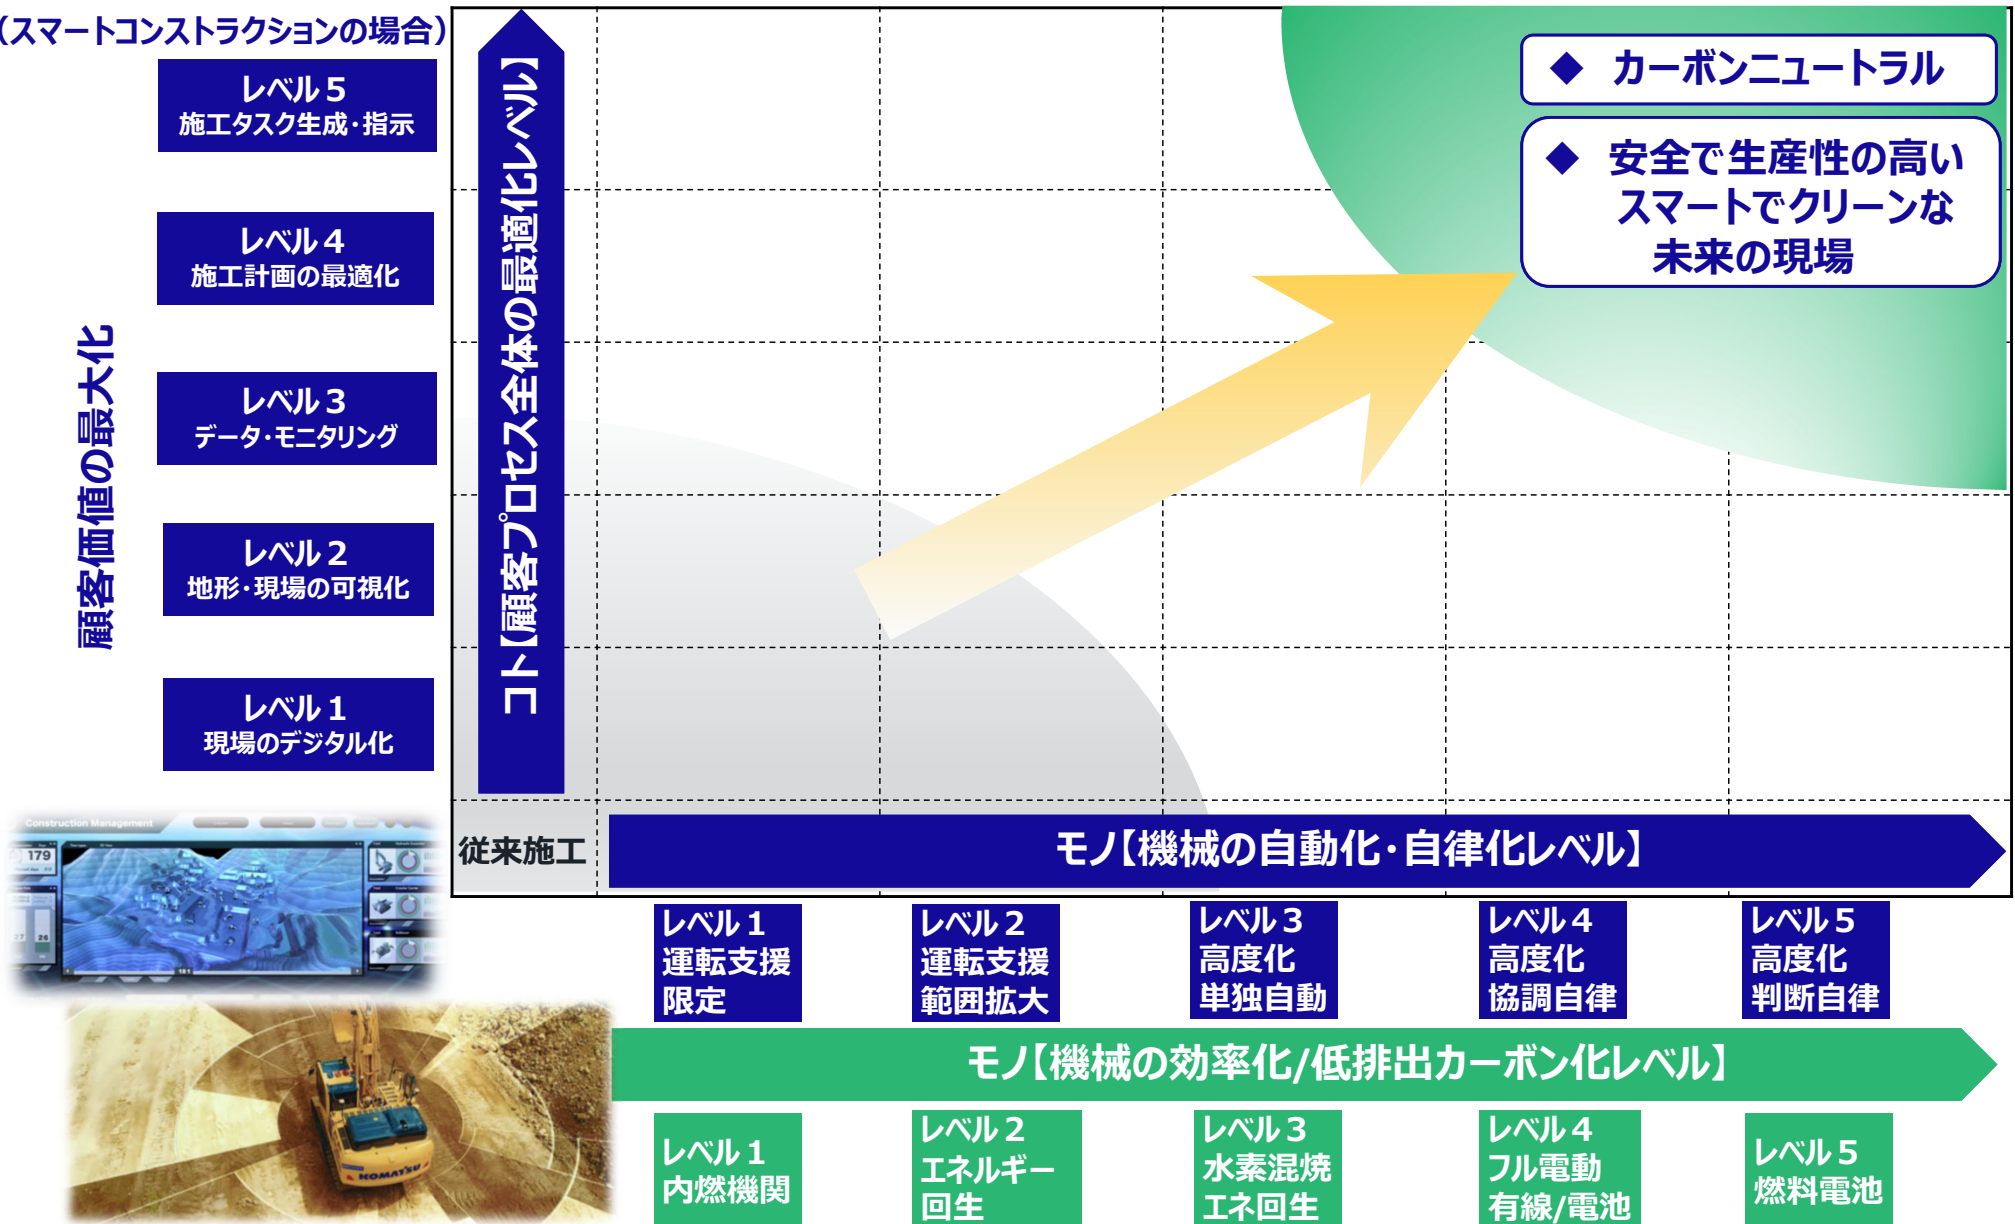 (スマートコンストラクションの場合)
レベル5
施工タスク生成・指示
レベル4
施工計画の最適化
レベル3
データ・モニタリング
レベル2
地形・現場の可視化
レベル1
現場のデジタル化
顧客価値の最大化
コト【顧客プロセス全体の最適化レベル】
◆ カーボンニュートラル
◆ 安全で生産性の高い
スマートでクリーンな
未来の現場
従来施工
モノ【機械の自動化・自律化レベル】
レベル1
運転支援
限定
レベル2
運転支援
範囲拡大
レベル3
高度化
単独自動
レベル4
高度化
協調自律
レベル5
高度化
判断自律
モノ【機械の効率化/低排出カーボン化レベル】
レベル1
内燃機関
レベル2
エネルギー
回生
レベル3
水素混焼
エネ回生
レベル4
フル電動
有線/電池
レベル5
燃料電池
Construction Management
179
27
26
181
KOMATSU